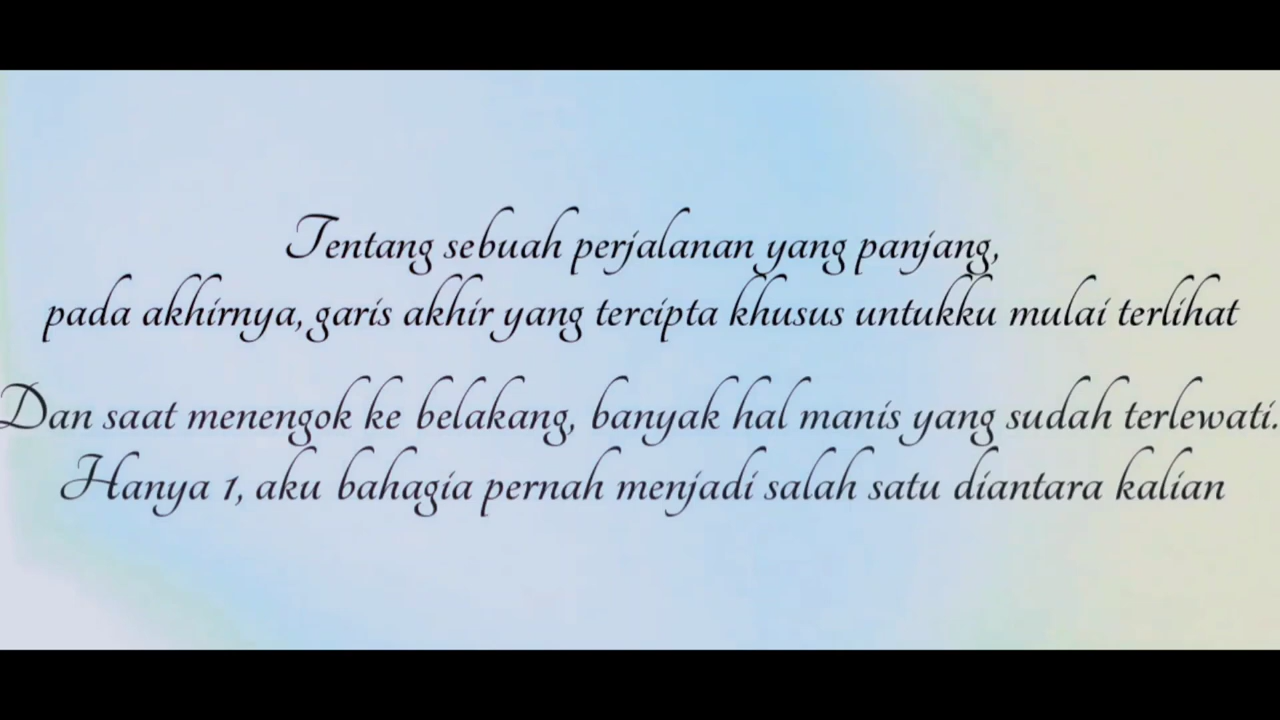 Tentang sebuah perjalanan yang panjang,
pada akhirnya, garis akhir yang tercipta khusus untukku mulai terlihat
Dan saat menengok ke belakang, banyak hal manis yang sudah terlewati.
Hanya 1, aku bahagia pernah menjadi salah satu diantara kalian